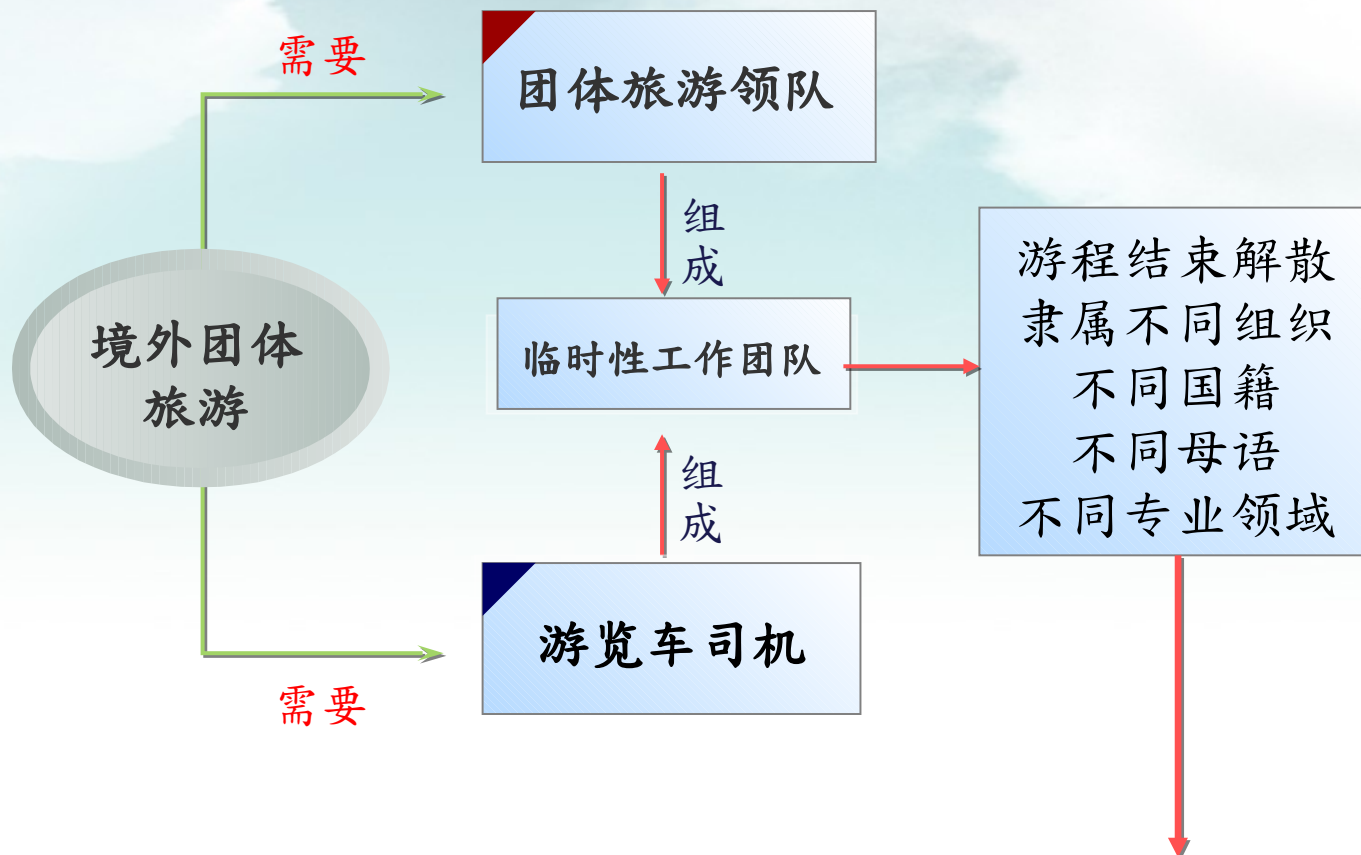 需要
团体旅游领队
组
成
境外团体
旅游
临时性工作团队
游程结束解散
隶属不同组织
不同国籍
不同母语
不同专业领域
组
成
游览车司机
需要